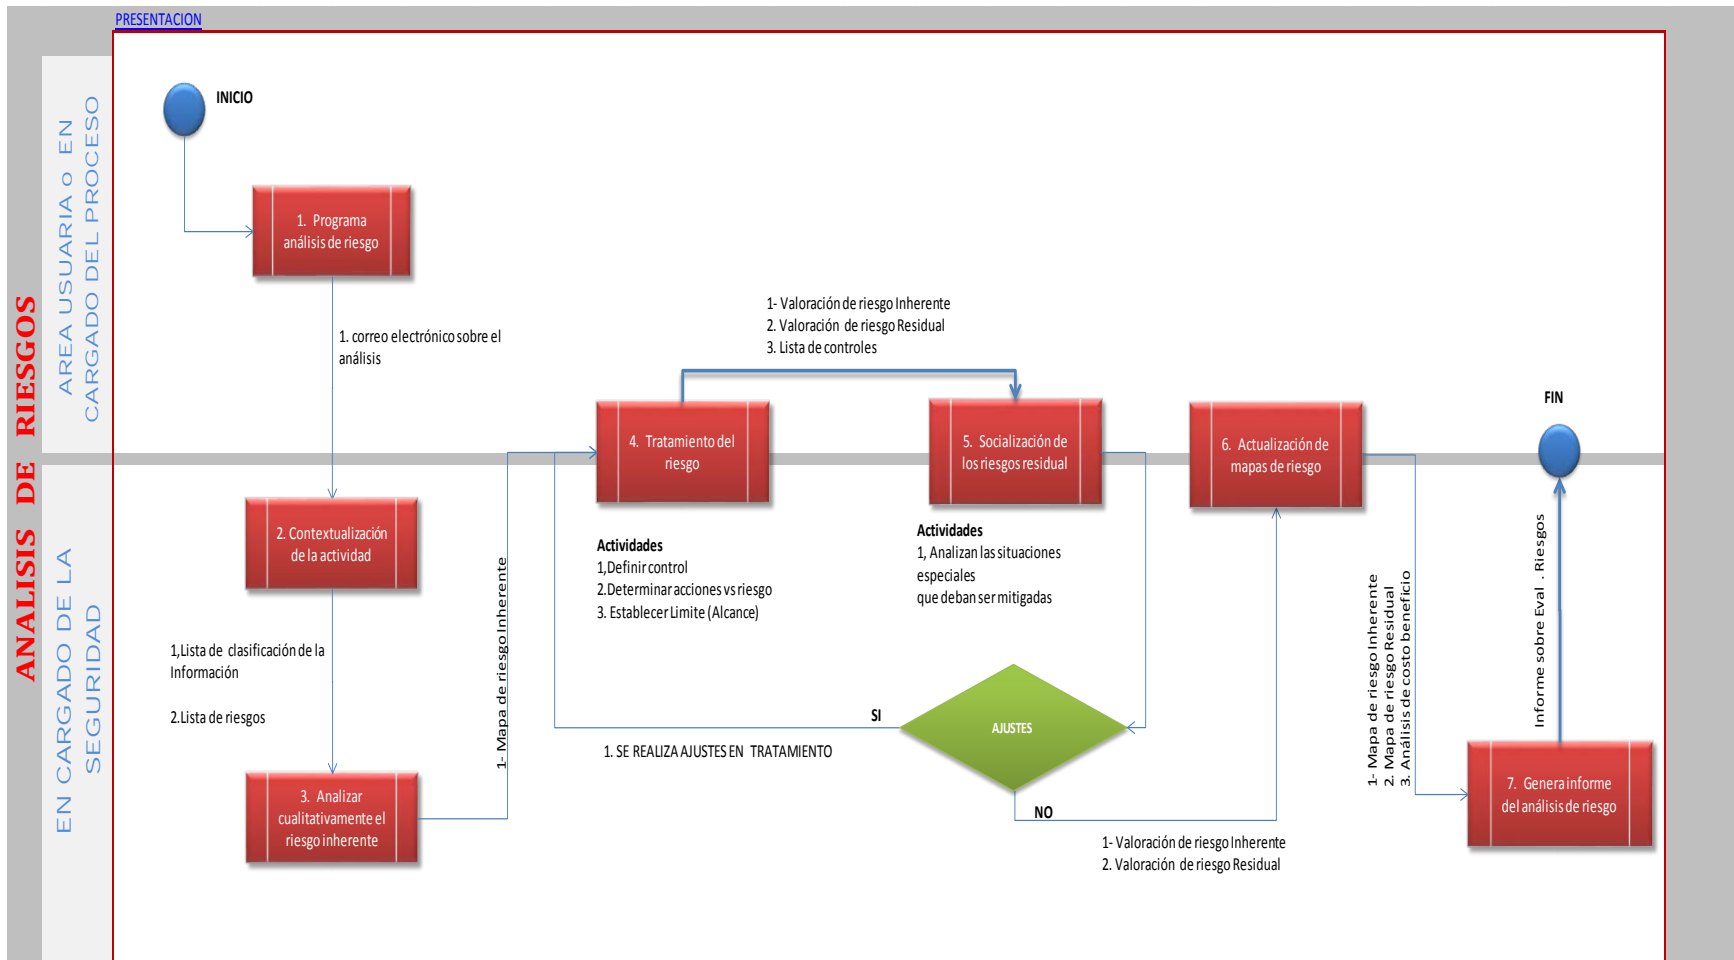 PRESENTACION
ANALISIS DE RIESGOS
AREA USUARIA o EN
CARGADO DEL PROCESO
EN CARGADO DE LA
SEGURIDAD
INICIO
1. Programa
análisis de riesgo
1. correo electrónico sobre el
análisis
2. Contextualización
de la actividad
1,Lista de clasificación de la
Información
2.Lista de riesgos
3. Analizar
cualitativamente el
riesgo inherente
1- Mapa de riesgo Inherente
1- Valoración de riesgo Inherente
2. Valoración de riesgo Residual
3. Lista de controles
4. Tratamiento del
riesgo
Actividades
1,Definir control
2.Determinar acciones vs riesgo
3. Establecer Limite (Alcance)
5. Socialización de
los riesgos residual
Actividades
1, Analizan las situaciones
especiales
que deban ser mitigadas
AJUSTES
SI
1. SE REALIZA AJUSTES EN TRATAMIENTO
NO
1- Valoración de riesgo Inherente
2. Valoración de riesgo Residual
6. Actualización de
mapas de riesgo
1- Mapa de riesgo Inherente
2. Mapa de riesgo Residual
3. Análisis de costo beneficio
7. Genera informe
del análisis de riesgo
Informe sobre Eval . Riesgos
FIN